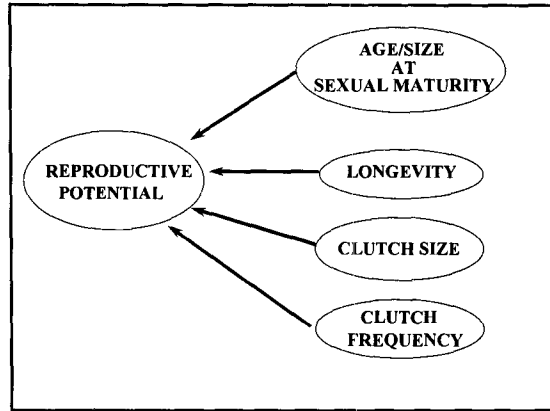 AGE/SIZE
AT
SEXUAL MATURITY
REPRODUCTIVE
POTENTIAL
LONGEVITY
CLUTCH SIZE
CLUTCH
FREQUENCY